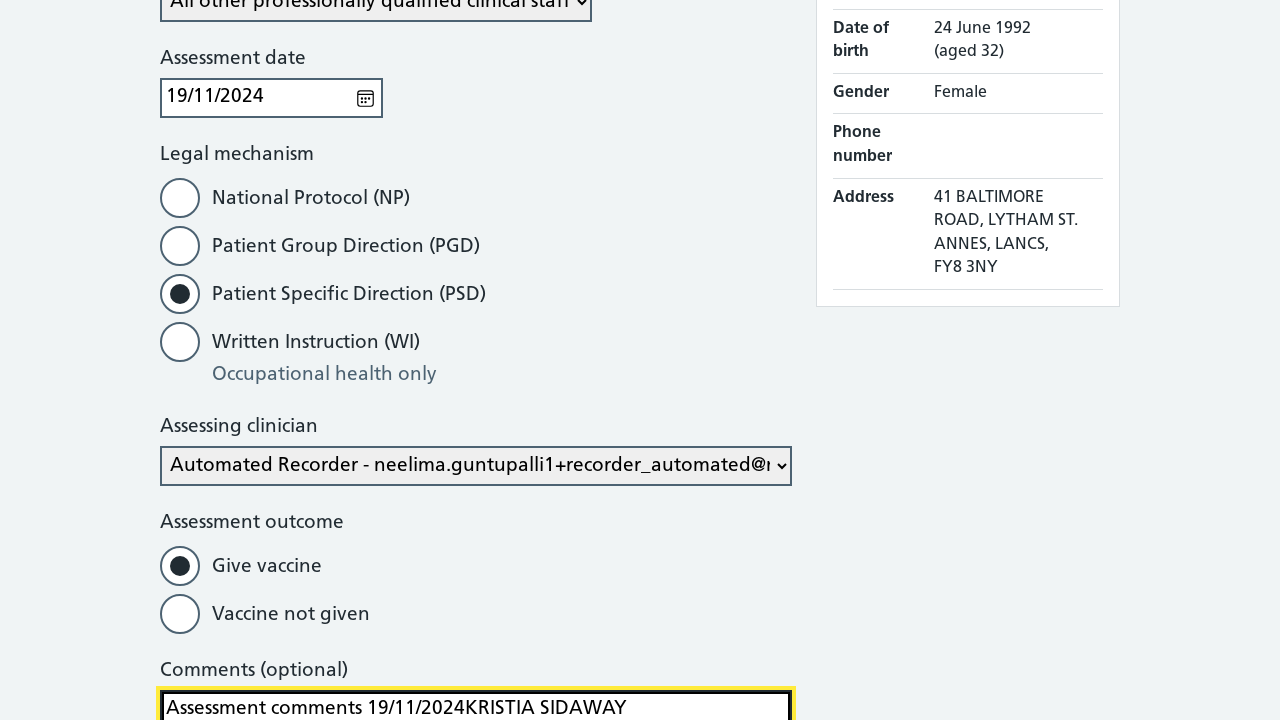 All other professionally qualified clinical staff
Assessment date
19/11/2024
Legal mechanism
National Protocol (NP)
Patient Group Direction (PGD)
Patient Specific Direction (PSD)
Written Instruction (WI)
Occupational health only
Assessing clinician
Automated Recorder - neelima.guntupalli1+recorder_automated@
Assessment outcome
Give vaccine
Vaccine not given
Comments (optional)
Assessment comments 19/11/2024KRISTIA SIDAWAY
Date of
birth
24 June 1992
(aged 32)
Gender
Female
Phone
number
Address
41 BALTIMORE
ROAD, LYTHAM ST.
ANNES, LANCS,
FY8 3NY